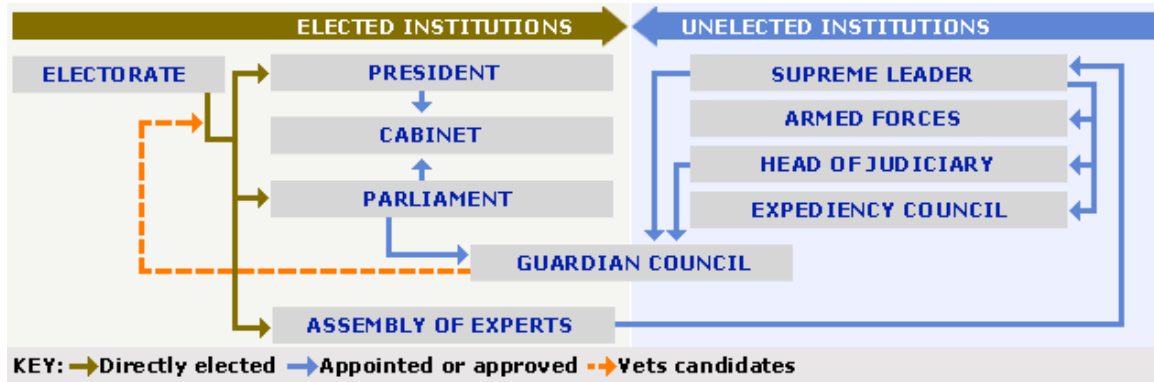 ELECTED INSTITUTIONS
UNELECTED INSTITUTIONS
ELECTORATE
PRESIDENT
SUPREME LEADER
CABINET
ARMED FORCES
PARLIAMENT
HEAD OF JUDICIARY
EXPEDIENCY COUNCIL
GUARDIAN COUNCIL
ASSEMBLY OF EXPERTS
KEY: Directly elected Appointed or approved Vets candidates